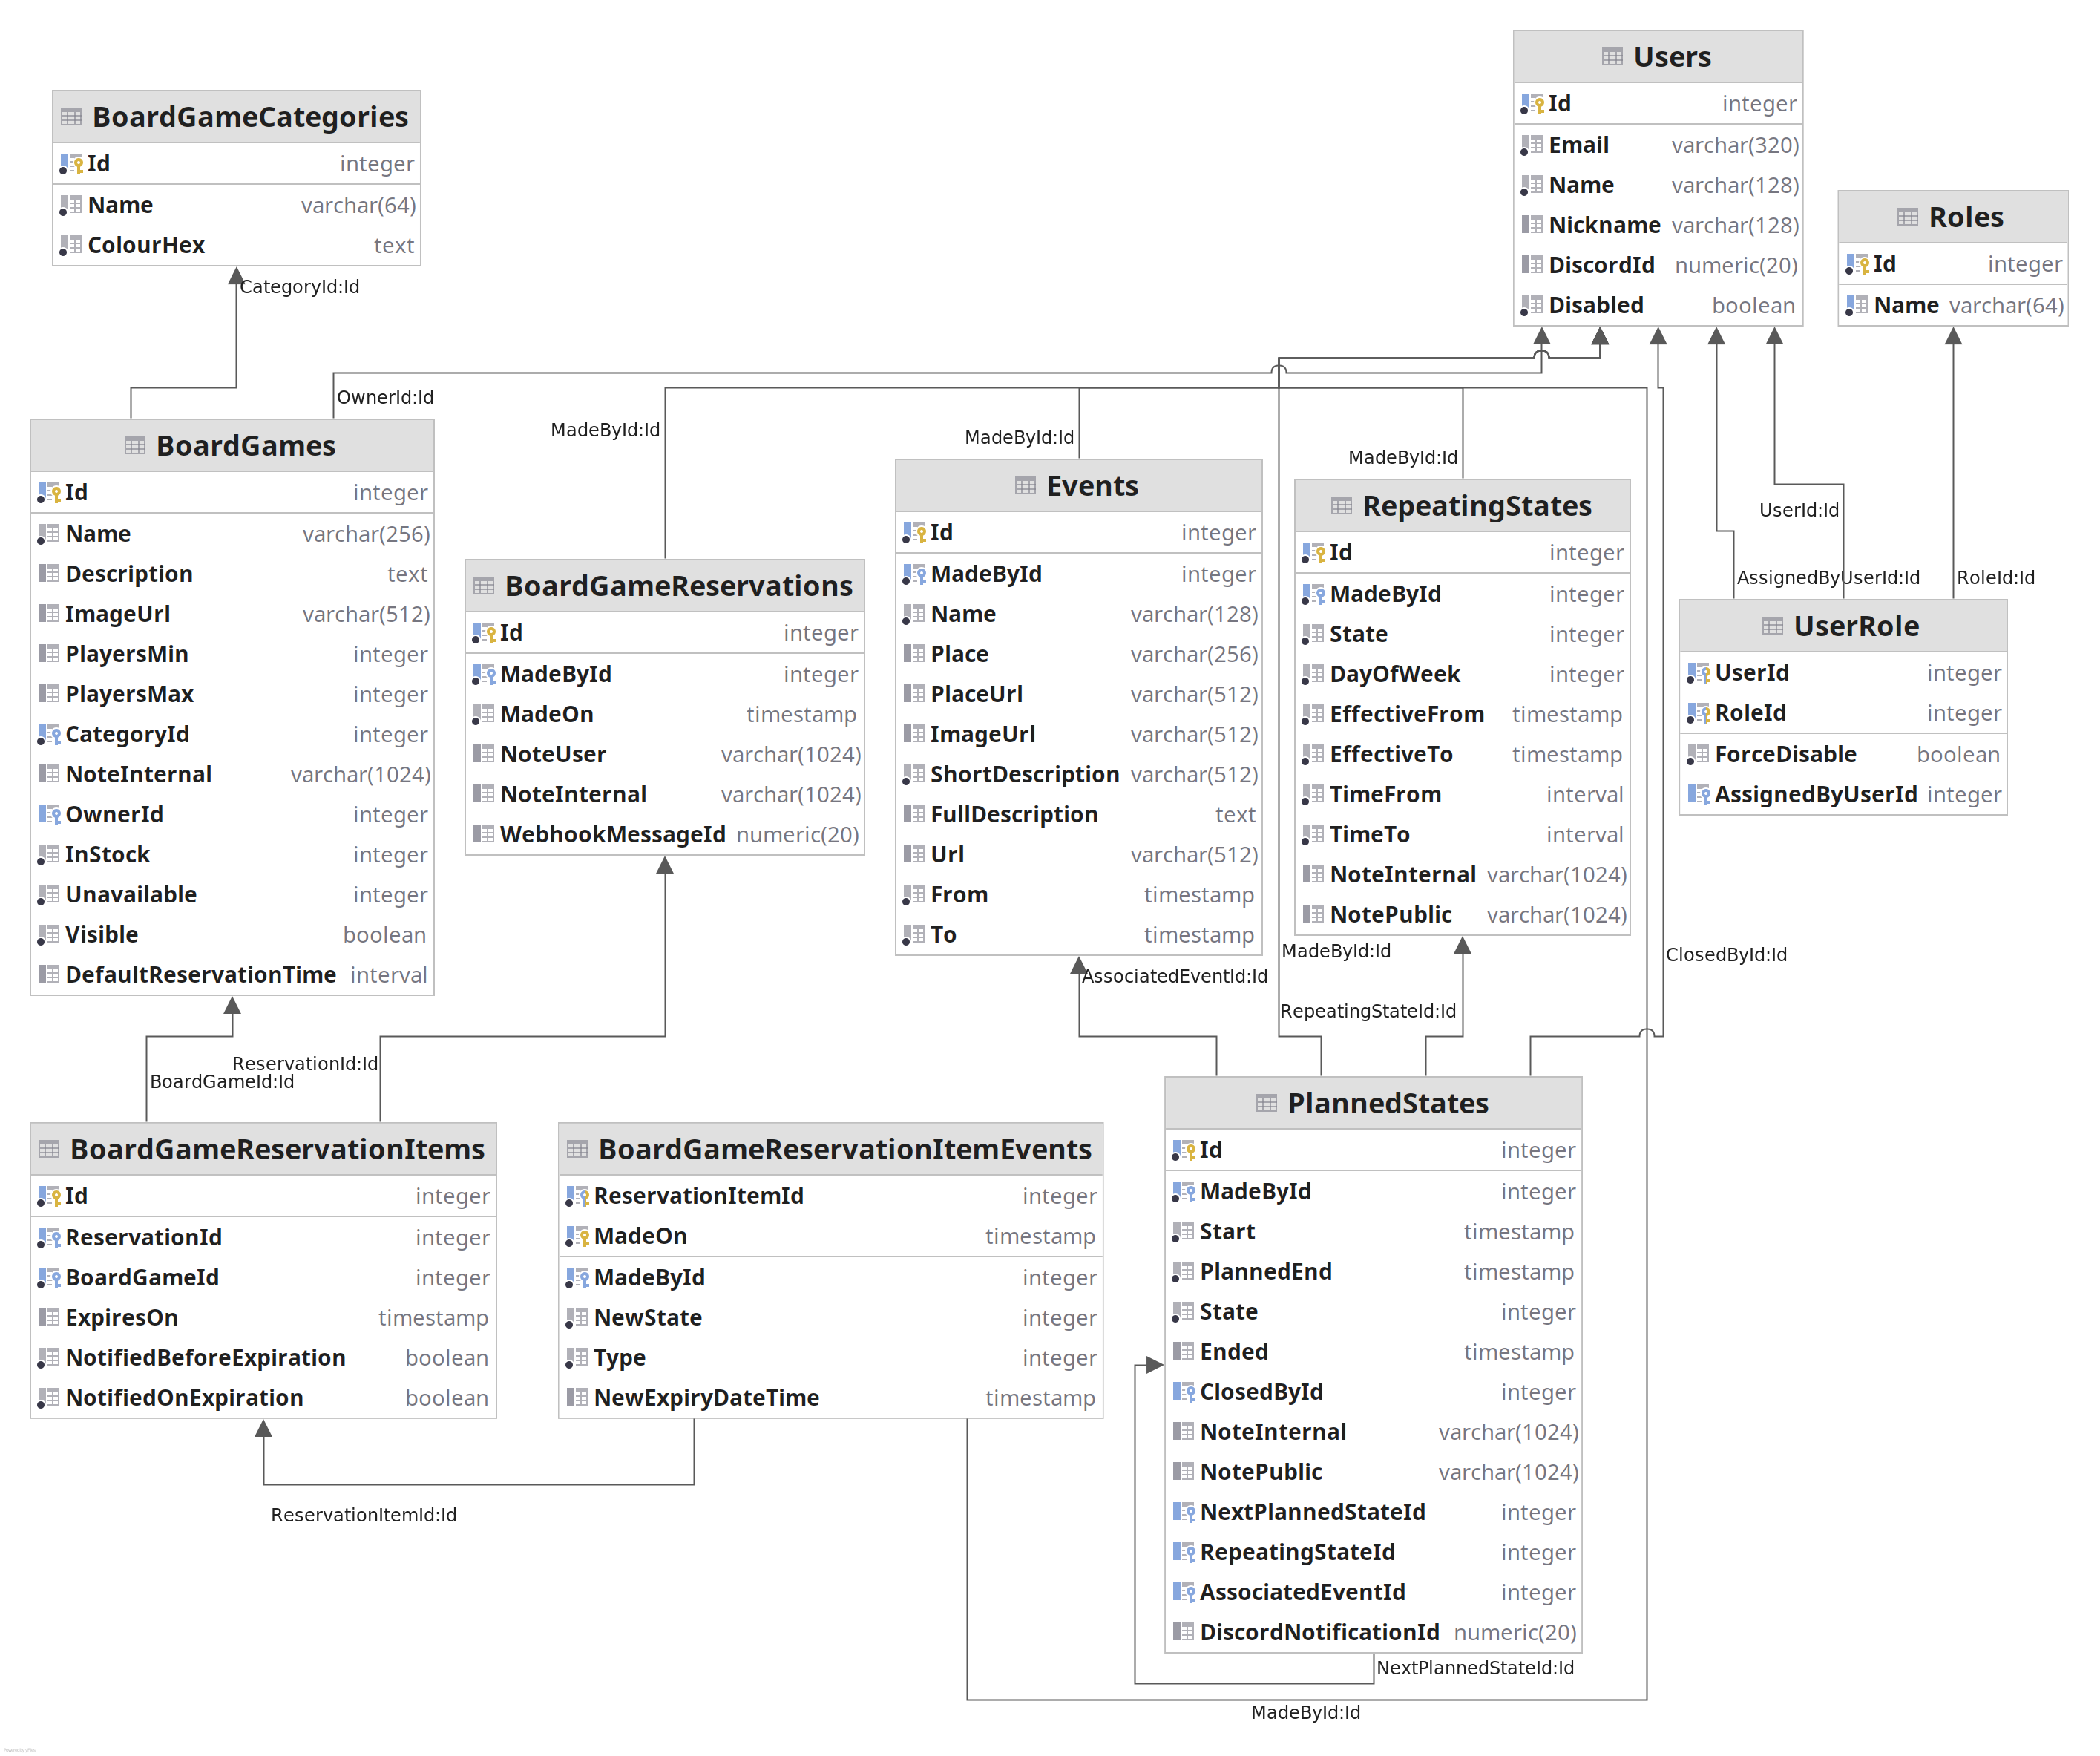 Users
Id integer
Email varchar(320)
Name varchar(128)
Nickname varchar(128)
DiscordId numeric(20)
Disabled boolean
BoardGameCategories
Id integer
Name varchar(64)
ColourHex text
Roles
Id integer
Name varchar(64)
CategoryId:Id
OwnerId:Id
MadeById:Id
MadeById:Id
MadeById:Id
UserId:Id
AssignedByUserId:Id
RoleId:Id
BoardGames
Id integer
Name varchar(256)
Description text
ImageUrl varchar(512)
PlayersMin integer
PlayersMax integer
CategoryId integer
NoteInternal varchar(1024)
OwnerId integer
InStock integer
Unavailable integer
Visible boolean
DefaultReservationTime interval
BoardGameReservations
Id integer
MadeById integer
MadeOn timestamp
NoteUser varchar(1024)
NoteInternal varchar(1024)
WebhookMessageId numeric(20)
Events
Id integer
MadeById integer
Name varchar(128)
Place varchar(256)
PlaceUrl varchar(512)
ImageUrl varchar(512)
ShortDescription varchar(512)
FullDescription text
Url varchar(512)
From timestamp
To timestamp
RepeatingStates
Id integer
MadeById integer
State integer
DayOfWeek integer
EffectiveFrom timestamp
EffectiveTo timestamp
TimeFrom interval
TimeTo interval
NoteInternal varchar(1024)
NotePublic varchar(1024)
UserRole
UserId integer
RoleId integer
ForceDisable boolean
AssignedByUserId integer
AssociatedEventId:Id
MadeById:Id
ClosedById:Id
RepeatingStateId:Id
ReservationId:Id
BoardGameId:Id
BoardGameReservationItems
Id integer
ReservationId integer
BoardGameId integer
ExpiresOn timestamp
NotifiedBeforeExpiration boolean
NotifiedOnExpiration boolean
BoardGameReservationItemEvents
ReservationItemId integer
MadeOn timestamp
MadeById integer
NewState integer
Type integer
NewExpiryDateTime timestamp
PlannedStates
Id integer
MadeById integer
Start timestamp
PlannedEnd timestamp
State integer
Ended timestamp
ClosedById integer
NoteInternal varchar(1024)
NotePublic varchar(1024)
NextPlannedStateId integer
RepeatingStateId integer
AssociatedEventId integer
DiscordNotificationId numeric(20)
ReservationItemId:Id
NextPlannedStateId:Id
MadeById:Id